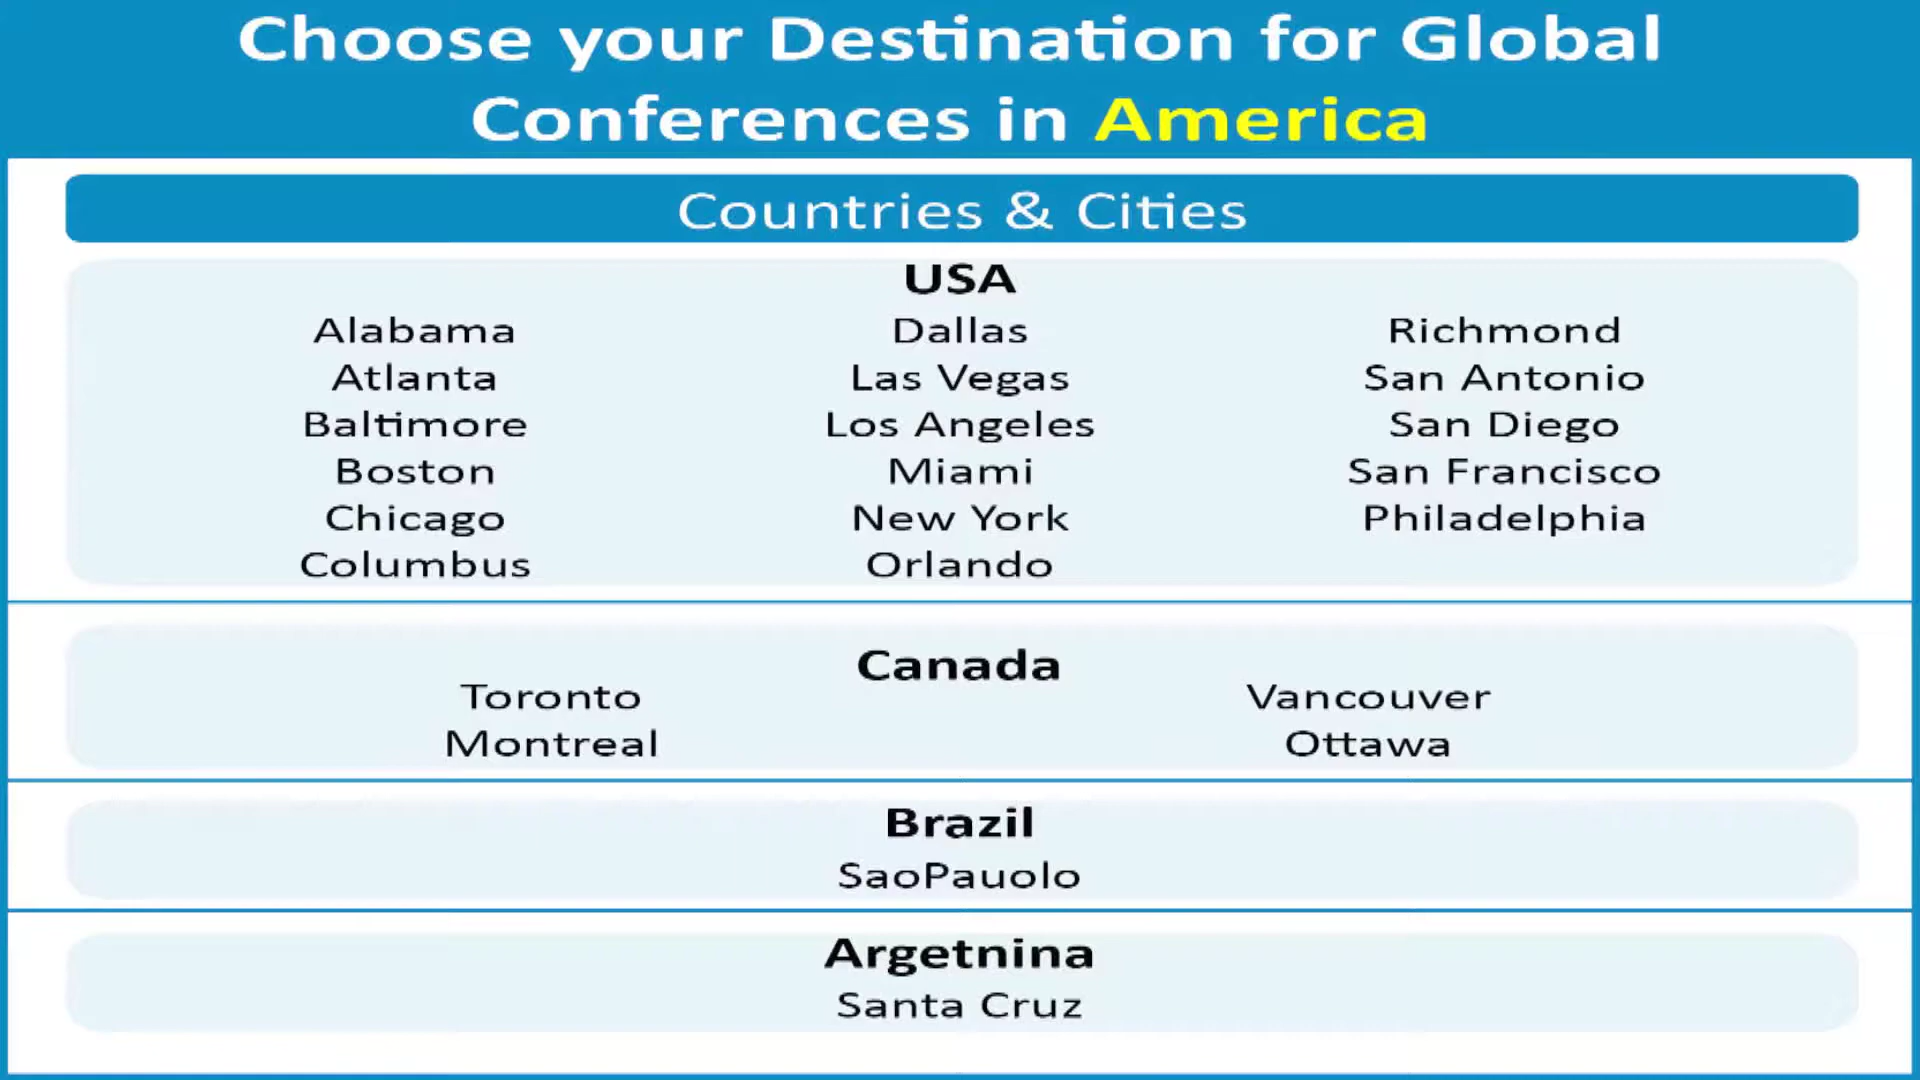 Choose your Destination for Global
Conferences in America
Countries & Cities
USA
Alabama
Atlanta
Baltimore
Boston
Chicago
Columbus
Dallas
Las Vegas
Los Angeles
Miami
New York
Orlando
Richmond
San Antonio
San Diego
San Francisco
Philadelphia
Canada
Toronto
Montreal
Vancouver
Ottawa
Brazil
SaoPauolo
Argetnina
Santa Cruz